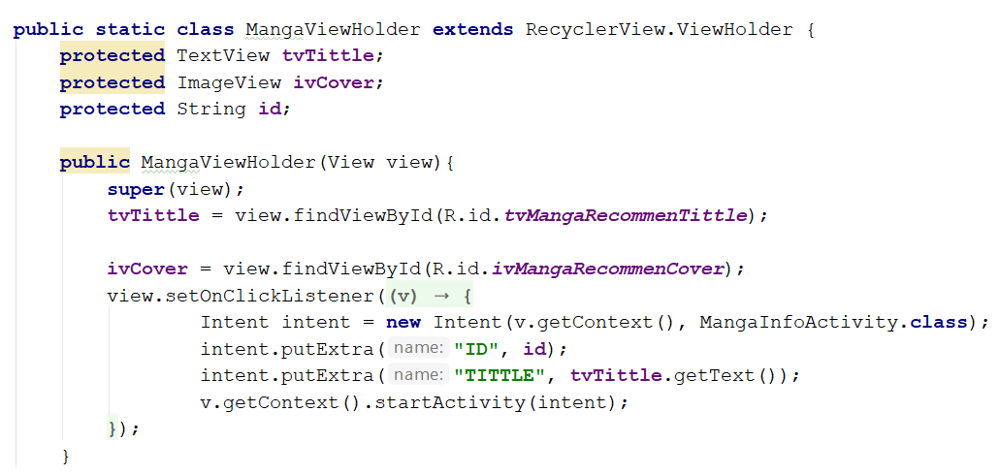 public static class MangaViewHolder extends RecyclerView.ViewHolder {
protected TextView tvTittle;
protected ImageView ivCover;
protected String id;
public MangaViewHolder(View view){
super(view);
tvTittle = view.findViewById(R.id.tvMangaRecommenTittle);
ivCover = view.findViewById(R.id.ivMangaRecommenCover);
view.setOnClickListener((v) → {
Intent intent = new Intent(v.getContext(), MangaInfoActivity.class);
intent.putExtra( name: "ID", id);
intent.putExtra( name: "TITTLE", tvTittle.getText());
v.getContext().startActivity(intent);
});
}